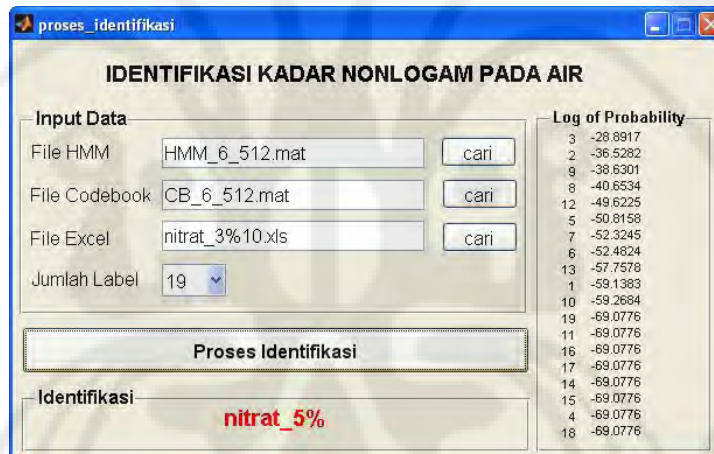 proses_identifikasi
IDENTIFIKASI KADAR NONLOGAM PADA AIR
Input Data
File HMM HMM_6_512.mat cari
File Codebook CB_6_512.mat cari
File Excel nitrat_3%10.xls cari
Jumlah Label 19
Proses Identifikasi
Identifikasi
nitrat_5%
Log of Probability
3 -28.8917
2 -36.5282
9 -38.6301
8 -40.6534
12 -49.6225
5 -50.8158
7 -52.3245
6 -52.4824
13 -57.7578
1 -59.1383
10 -59.2684
19 -69.0776
11 -69.0776
16 -69.0776
17 -69.0776
14 -69.0776
15 -69.0776
4 -69.0776
18 -69.0776